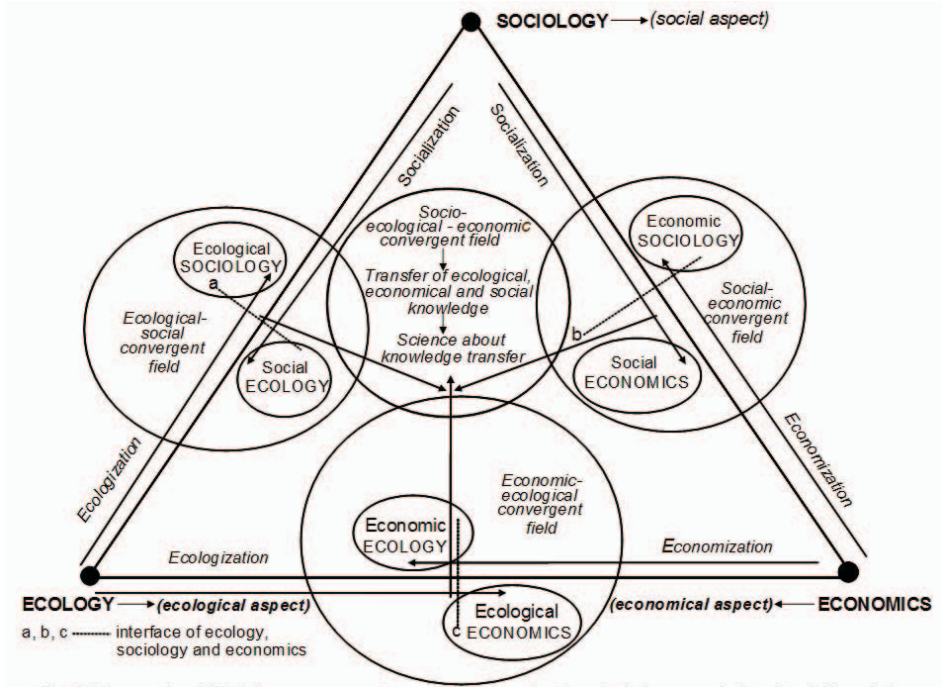 SOCIOLOGY (social aspect)
Socialization
Socialization
Socio-
ecological - economic
convergent field
Transfer of ecological,
economical and social
knowledge
Science about
knowledge transfer
Ecological
SOCIOLOGY
a
Ecological-
social
convergent
field
Social
ECOLOGY
Economic
SOCIOLOGY
Social-
economic
convergent
field
b
Social
ECONOMICS
Ecologization
Economization
Economic-
ecological
convergent
field
Economic
ECOLOGY
Ecologization
Economization
Ecological
c ECONOMICS
ECOLOGY (ecological aspect)
(economical aspect) ECONOMICS
a, b, c interface of ecology,
sociology and economics